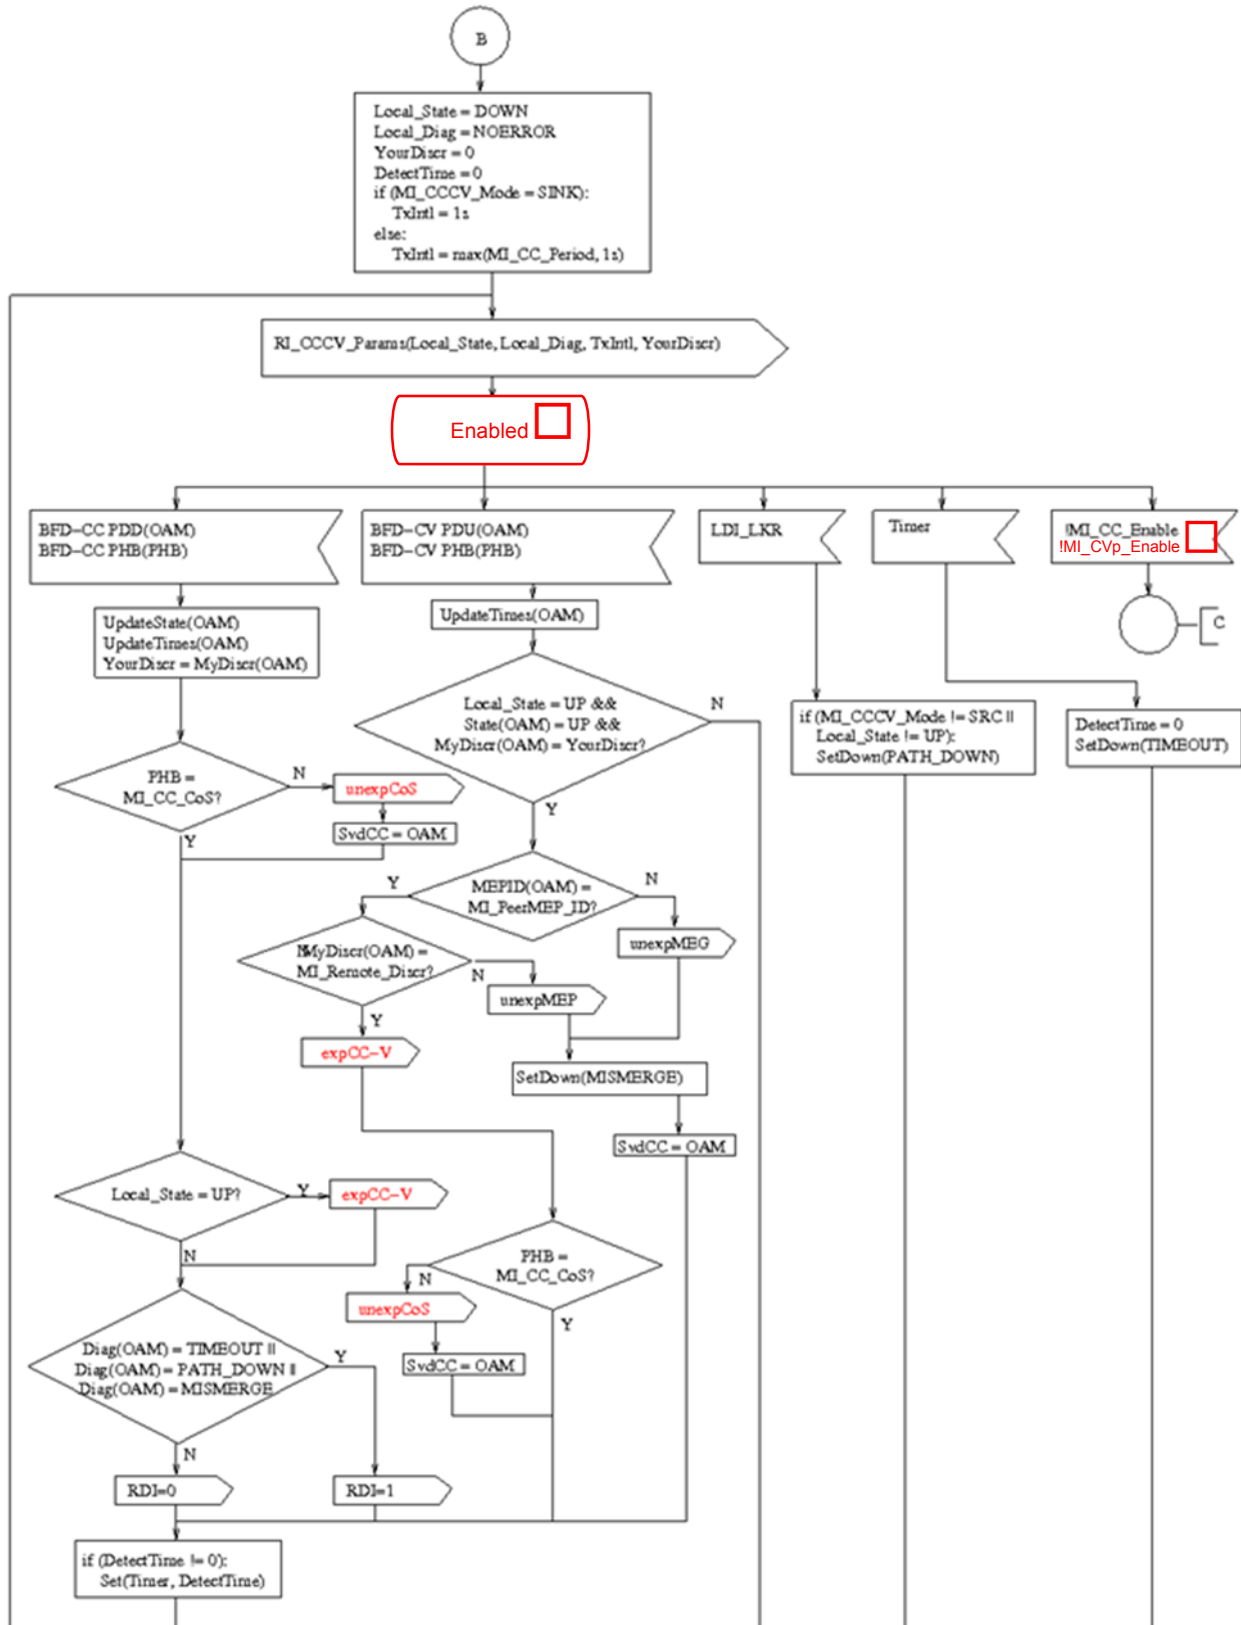 B
Local_State = DOWN
Local_Diag = NOERROR
YourDiscr = 0
DetectTime = 0
if (MI_CCCV_Mode = SINK):
TxIntl = 1s
else:
TxIntl = max(MI_CC_Period, 1s)
RI_CCCV_Params(Local_State, Local_Diag, TxIntl, YourDiscr)
Enabled
BFD-CC PDD(OAM)
BFD-CC PHB(PHB)
BFD-CV PDU(OAM)
BFD-CV PHB(PHB)
LDI_LKR
Timer
!MI_CC_Enable
!MI_CVp_Enable
UpdateState(OAM)
UpdateTimes(OAM)
YourDiscr = MyDiscr(OAM)
UpdateTimes(OAM)
C
Local_State = UP &&
State(OAM) = UP &&
MyDiscr(OAM) = YourDiscr?
N
Y
if (MI_CCCV_Mode != SRC ||
Local_State != UP):
SetDown(PATH_DOWN)
DetectTime = 0
SetDown(TIMEOUT)
PHB =
MI_CC_CoS?
N
Y
unexpCoS
SvdCC = OAM
MEPID(OAM) =
MI_PeerMEP_ID?
Y
N
unexpMEG
MyDiscr(OAM) =
MI_Remote_Discr?
N
Y
unexpMEP
expCC-V
SetDown(MISMERGE)
SvdCC = OAM
Local_State = UP?
Y
N
expCC-V
PHB =
MI_CC_CoS?
N
Y
unexpCoS
SvdCC = OAM
Diag(OAM) = TIMEOUT ||
Diag(OAM) = PATH_DOWN ||
Diag(OAM) = MISMERGE
Y
N
RDI=0
RDI=1
if (DetectTime != 0):
Set(Timer, DetectTime)